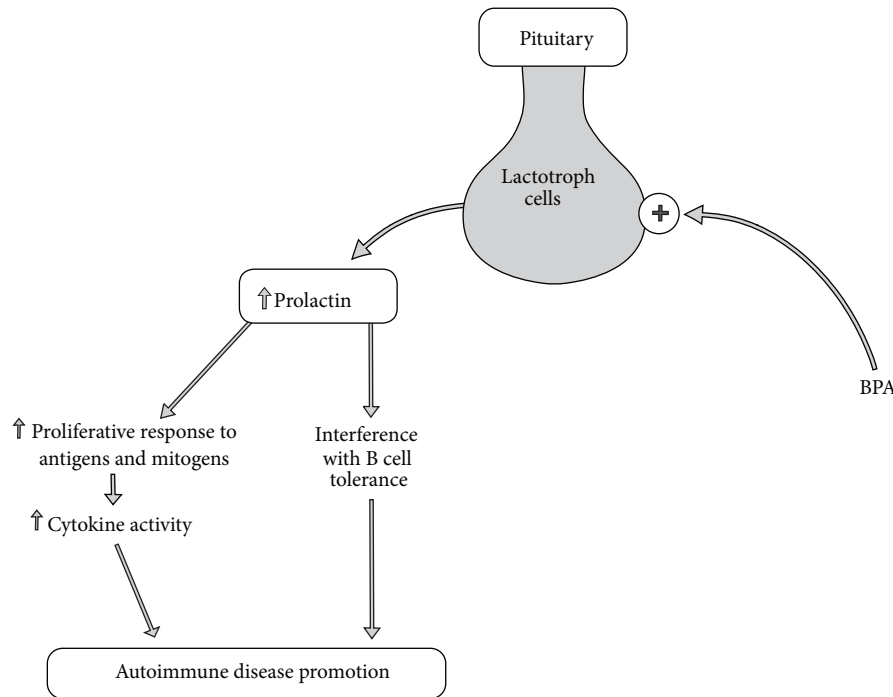 Pituitary
Lactotroph
cells
+
BPA
⇑ Prolactin
⇑ Proliferative response to
antigens and mitogens
Interference
with B cell
tolerance
⇑ Cytokine activity
Autoimmune disease promotion